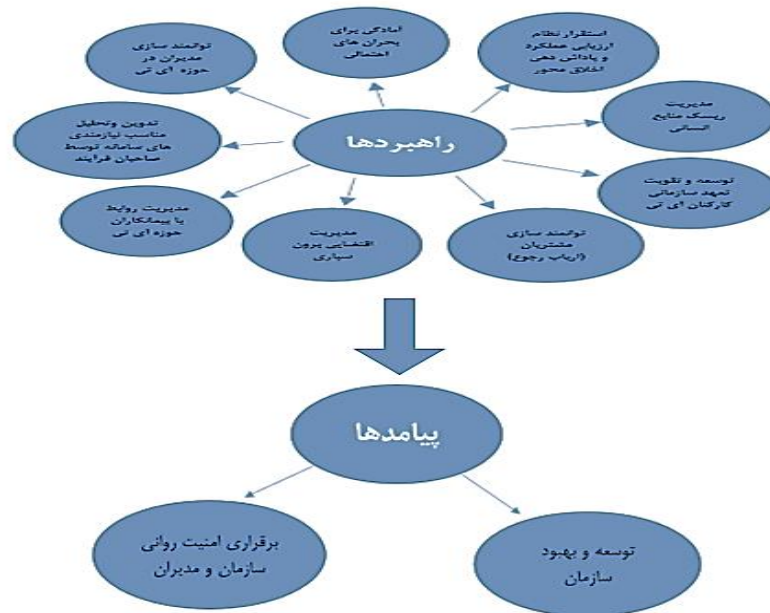 آمادگی برای
بحران های
احتمالی
استقرار نظام
ارزیابی عملکرد
و پاداش دهی
اخلاق محور
توانمند سازی
مدیران در
حوزه ای تی
مدیریت
ریسک منابع
انسانی
راهبردها
تدوین وتحلیل
مناسب نیازمندی
های سامانه توسط
صاحبان فرایند
توسعه و تقویت
تعهد سازمانی
کارکنان ای تی
مدیریت روابط
با پیمانکاران
حوزه ای تی
مدیریت
اقتضایی برون
سپاری
توانمند سازی
مشتریان
(ارباب رجوع)
پیامدها
برقراری امنیت روانی
سازمان و مدیران
توسعه و بهبود
سازمان